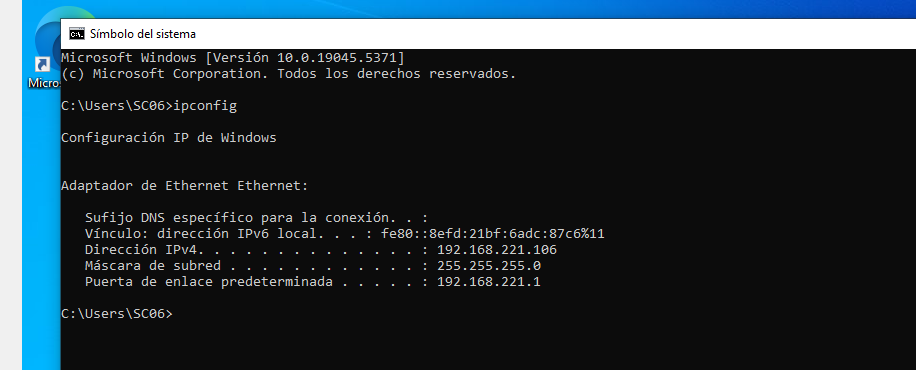 Símbolo del sistema
Microsoft Windows [Versión 10.0.19045.5371]
(c) Microsoft Corporation. Todos los derechos reservados.
Micro
C:\Users\SC06>ipconfig
Configuración IP de Windows
Adaptador de Ethernet Ethernet:
Sufijo DNS específico para la conexión. . :
Vínculo: dirección IPv6 local. . . : fe80::8efd:21bf:6adc:87c6%11
Dirección IPv4. . . . . . . . . . . . . . : 192.168.221.106
Máscara de subred . . . . . . . . . . . . : 255.255.255.0
Puerta de enlace predeterminada . . . . . : 192.168.221.1
C:\Users\SC06>